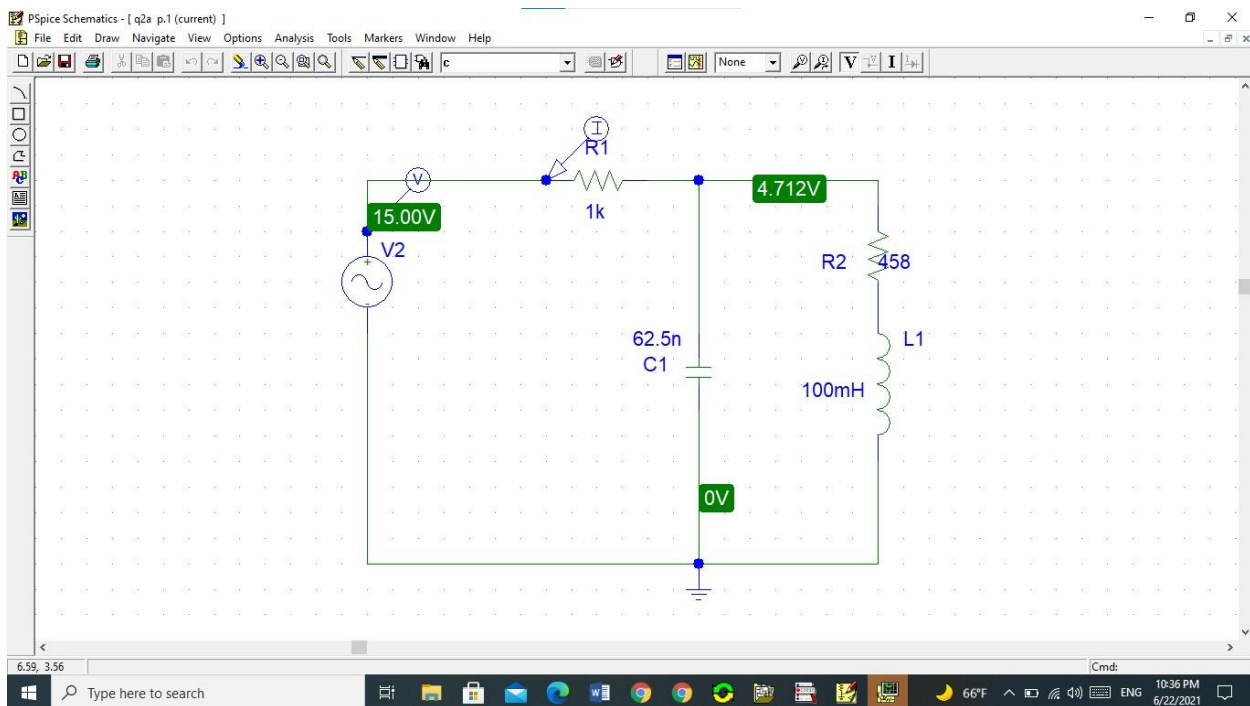 PSpice Schematics - [ q2a p.1 (current) ]
File Edit Draw Navigate View Options Analysis Tools Markers Window Help
c
None
V
I
ABC
I
R1
V
4.712V
15.00V
1k
V2
+
R2
458
-
62.5n
L1
C1
100mH
0V
6.59, 3.56
Cmd:
Type here to search
66°F
ENG
10:36 PM
6/22/2021